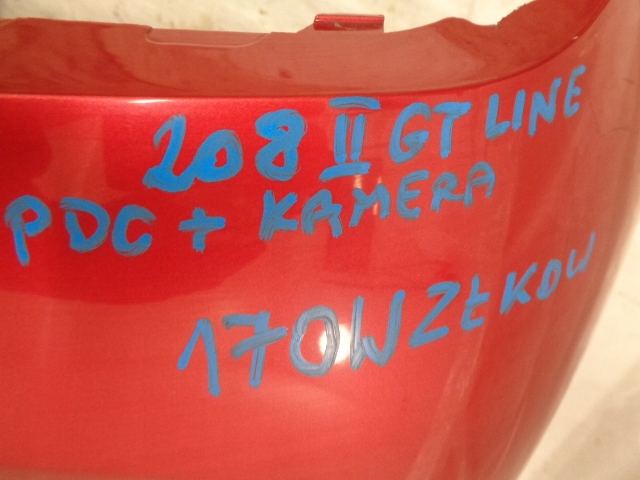 208 II GT LINE
PDC + KAMERA
170WZŁKOW